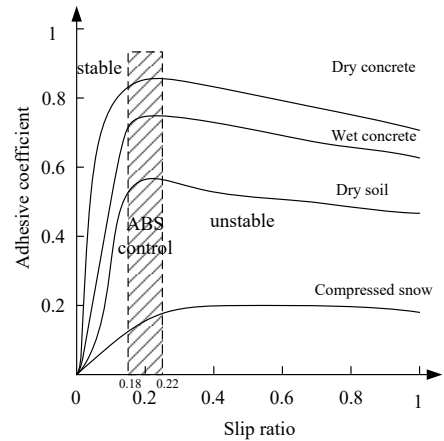 1
stable
Dry concrete
0.8
Wet concrete
0.6
Dry soil
ABS
control
unstable
0.4
Compressed snow
0.2
0.18
0.22
0
0.2
0.4
0.6
0.8
1
Slip ratio
Adhesive coefficient